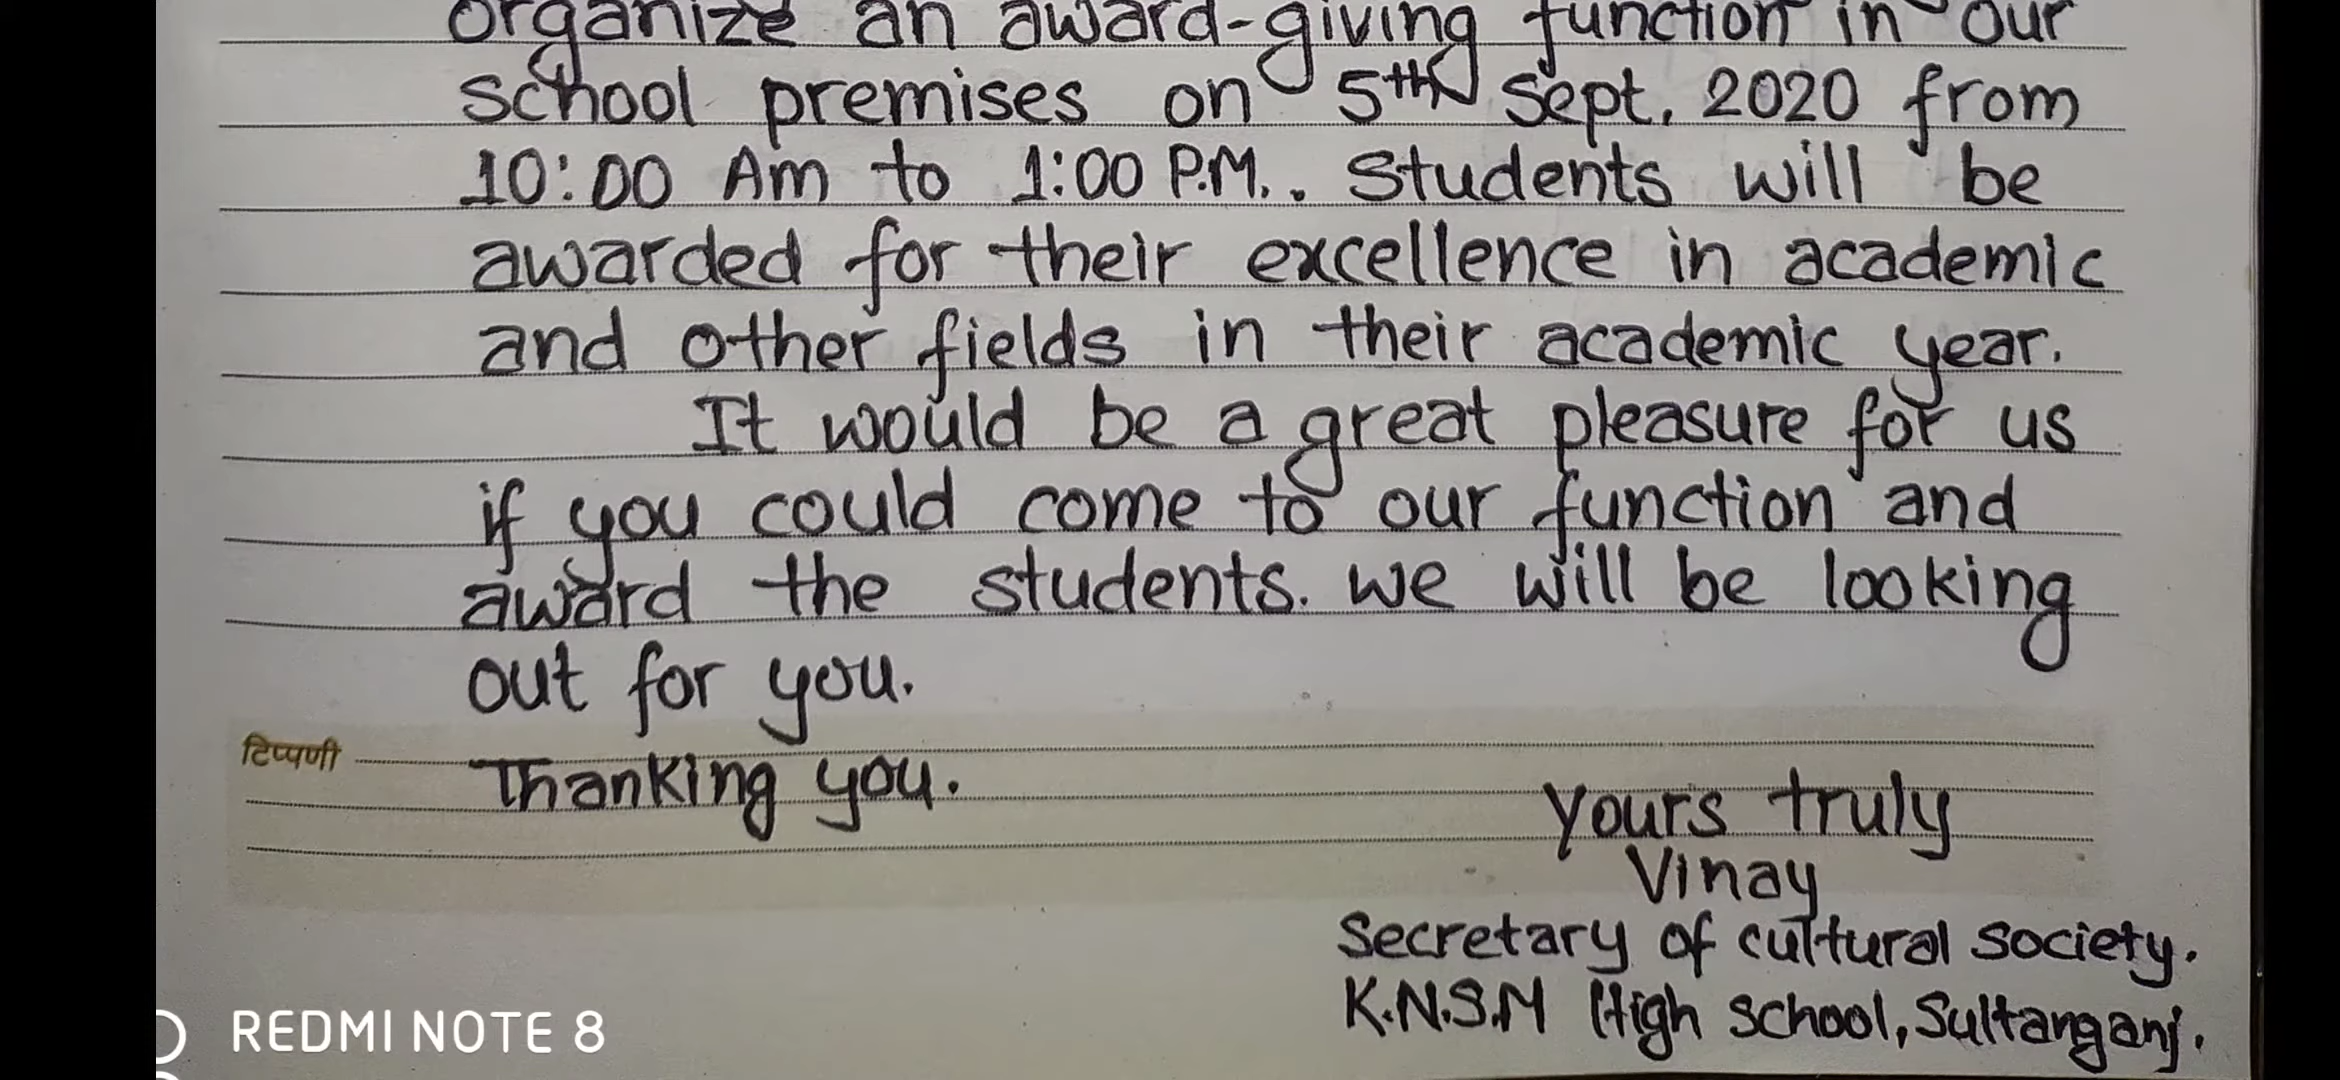 organize an award-giving function in our
school premises on 5th Sept. 2020 from
10:00 Am to 1:00 P.M.. Students will be
awarded for their excellence in academic
and other fields in their academic year.
It would be a great pleasure for us
if you could come to our function and
award the students. we will be looking
out for you.
टिप्पणी
Thanking you.
yours truly
Vinay
Secretary of cultural society.
K.N.S.M High school, Sultanganj.
REDMI NOTE 8